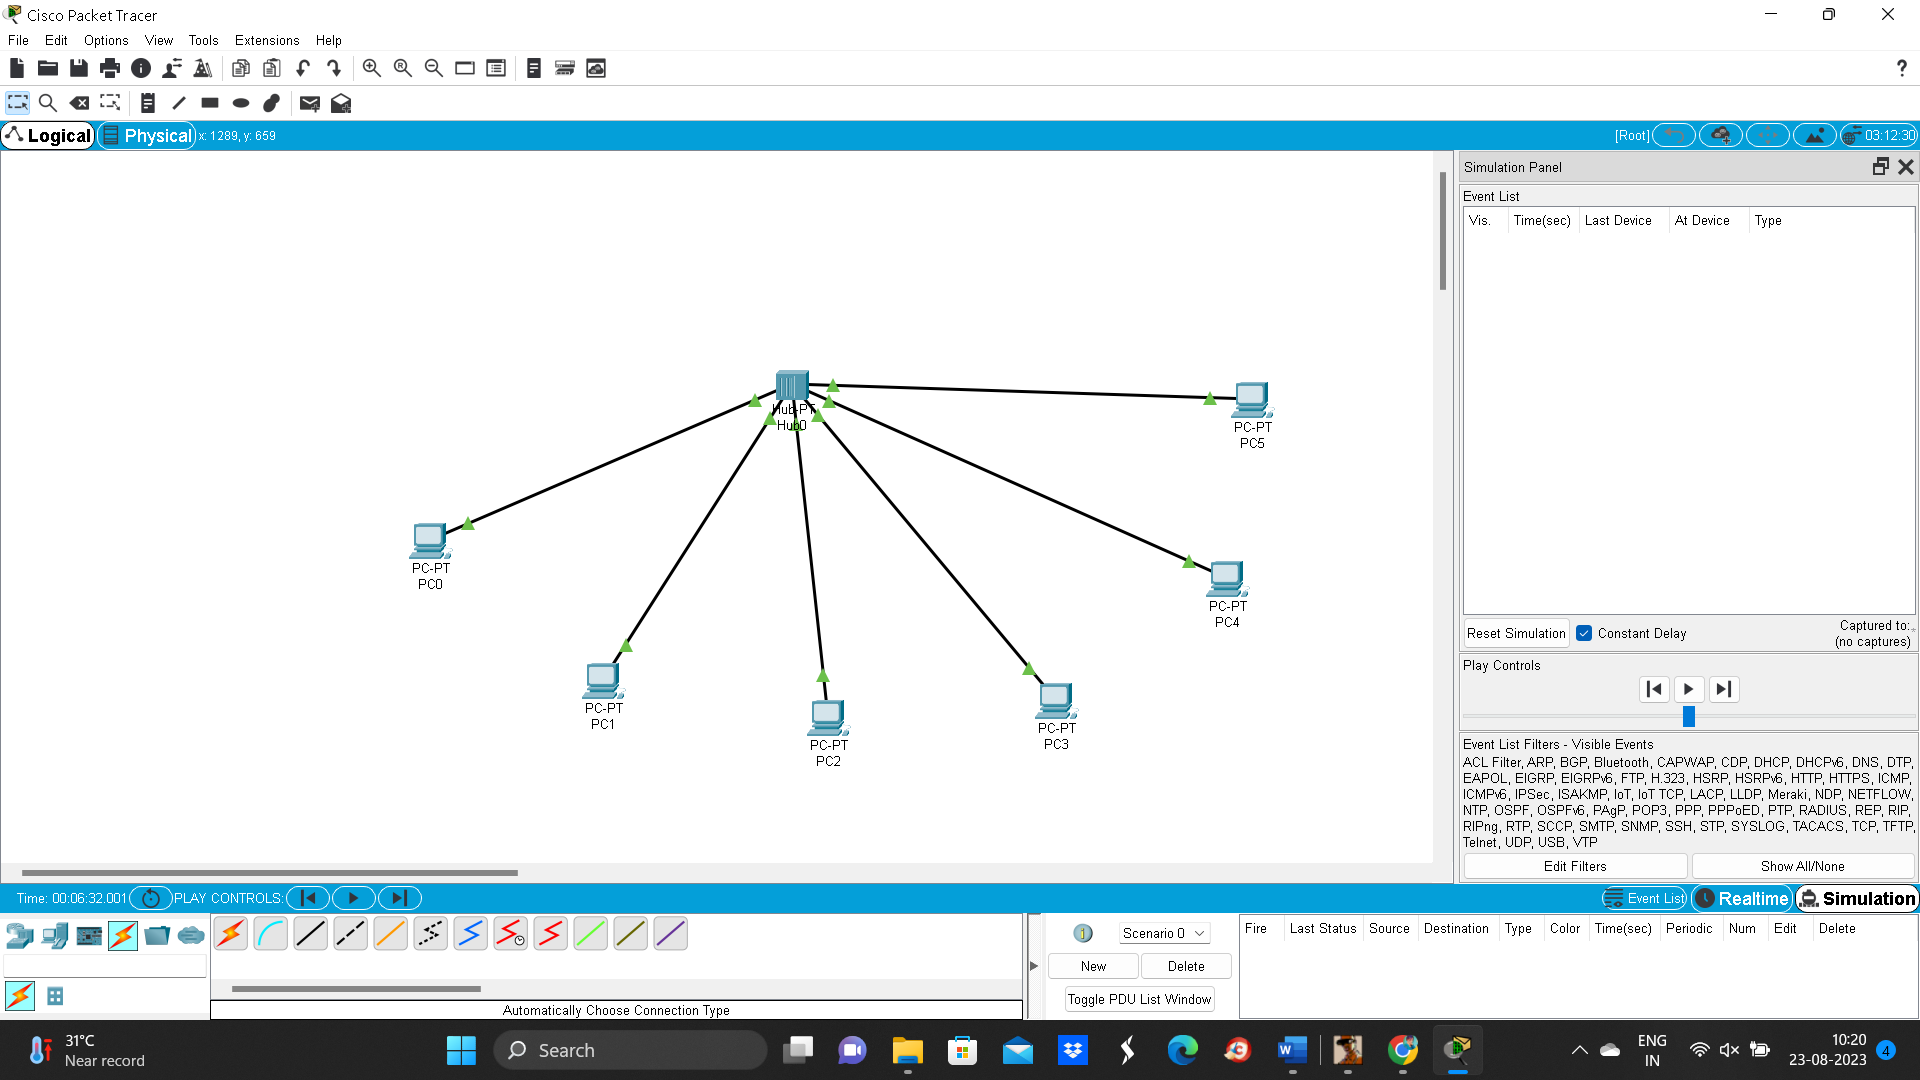 Cisco Packet Tracer
File Edit Options View Tools Extensions Help
?
Logical Physical x: 1289, y: 659 [Root] 03:12:30
Simulation Panel
Event List
Vis. Time(sec) Last Device At Device Type
Hub-PT
Hub0
PC-PT
PC5
PC-PT
PC0
PC-PT
PC4
PC-PT
PC1
PC-PT
PC3
PC-PT
PC2
Reset Simulation Constant Delay Captured to:
(no captures)
Play Controls
Event List Filters - Visible Events
ACL Filter, ARP, BGP, Bluetooth, CAPWAP, CDP, DHCP, DHCPv6, DNS, DTP,
EAPOL, EIGRP, EIGRPv6, FTP, H.323, HSRP, HSRPv6, HTTP, HTTPS, ICMP,
ICMPv6, IPSec, ISAKMP, IoT, IoT TCP, LACP, LLDP, Meraki, NDP, NETFLOW,
NTP, OSPF, OSPFv6, PAgP, POP3, PPP, PPPoED, PTP, RADIUS, REP, RIP,
RIPng, RTP, SCCP, SMTP, SNMP, SSH, STP, SYSLOG, TACACS, TCP, TFTP,
Telnet, UDP, USB, VTP
Edit Filters Show All/None
Time: 00:06:32.001 PLAY CONTROLS: Event List Realtime Simulation
Scenario 0
New Delete
Toggle PDU List Window
Fire Last Status Source Destination Type Color Time(sec) Periodic Num Edit Delete
Automatically Choose Connection Type
31°C
Near record
Search
ENG
IN
10:20
23-08-2023
4